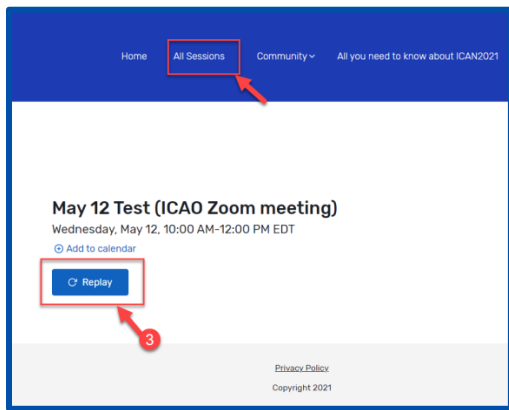 Home All Sessions Community All you need to know about ICAN2021
May 12 Test (ICAO Zoom meeting)
Wednesday, May 12, 10:00 AM-12:00 PM EDT
Add to calendar
Replay
3
Privacy Policy
Copyright 2021